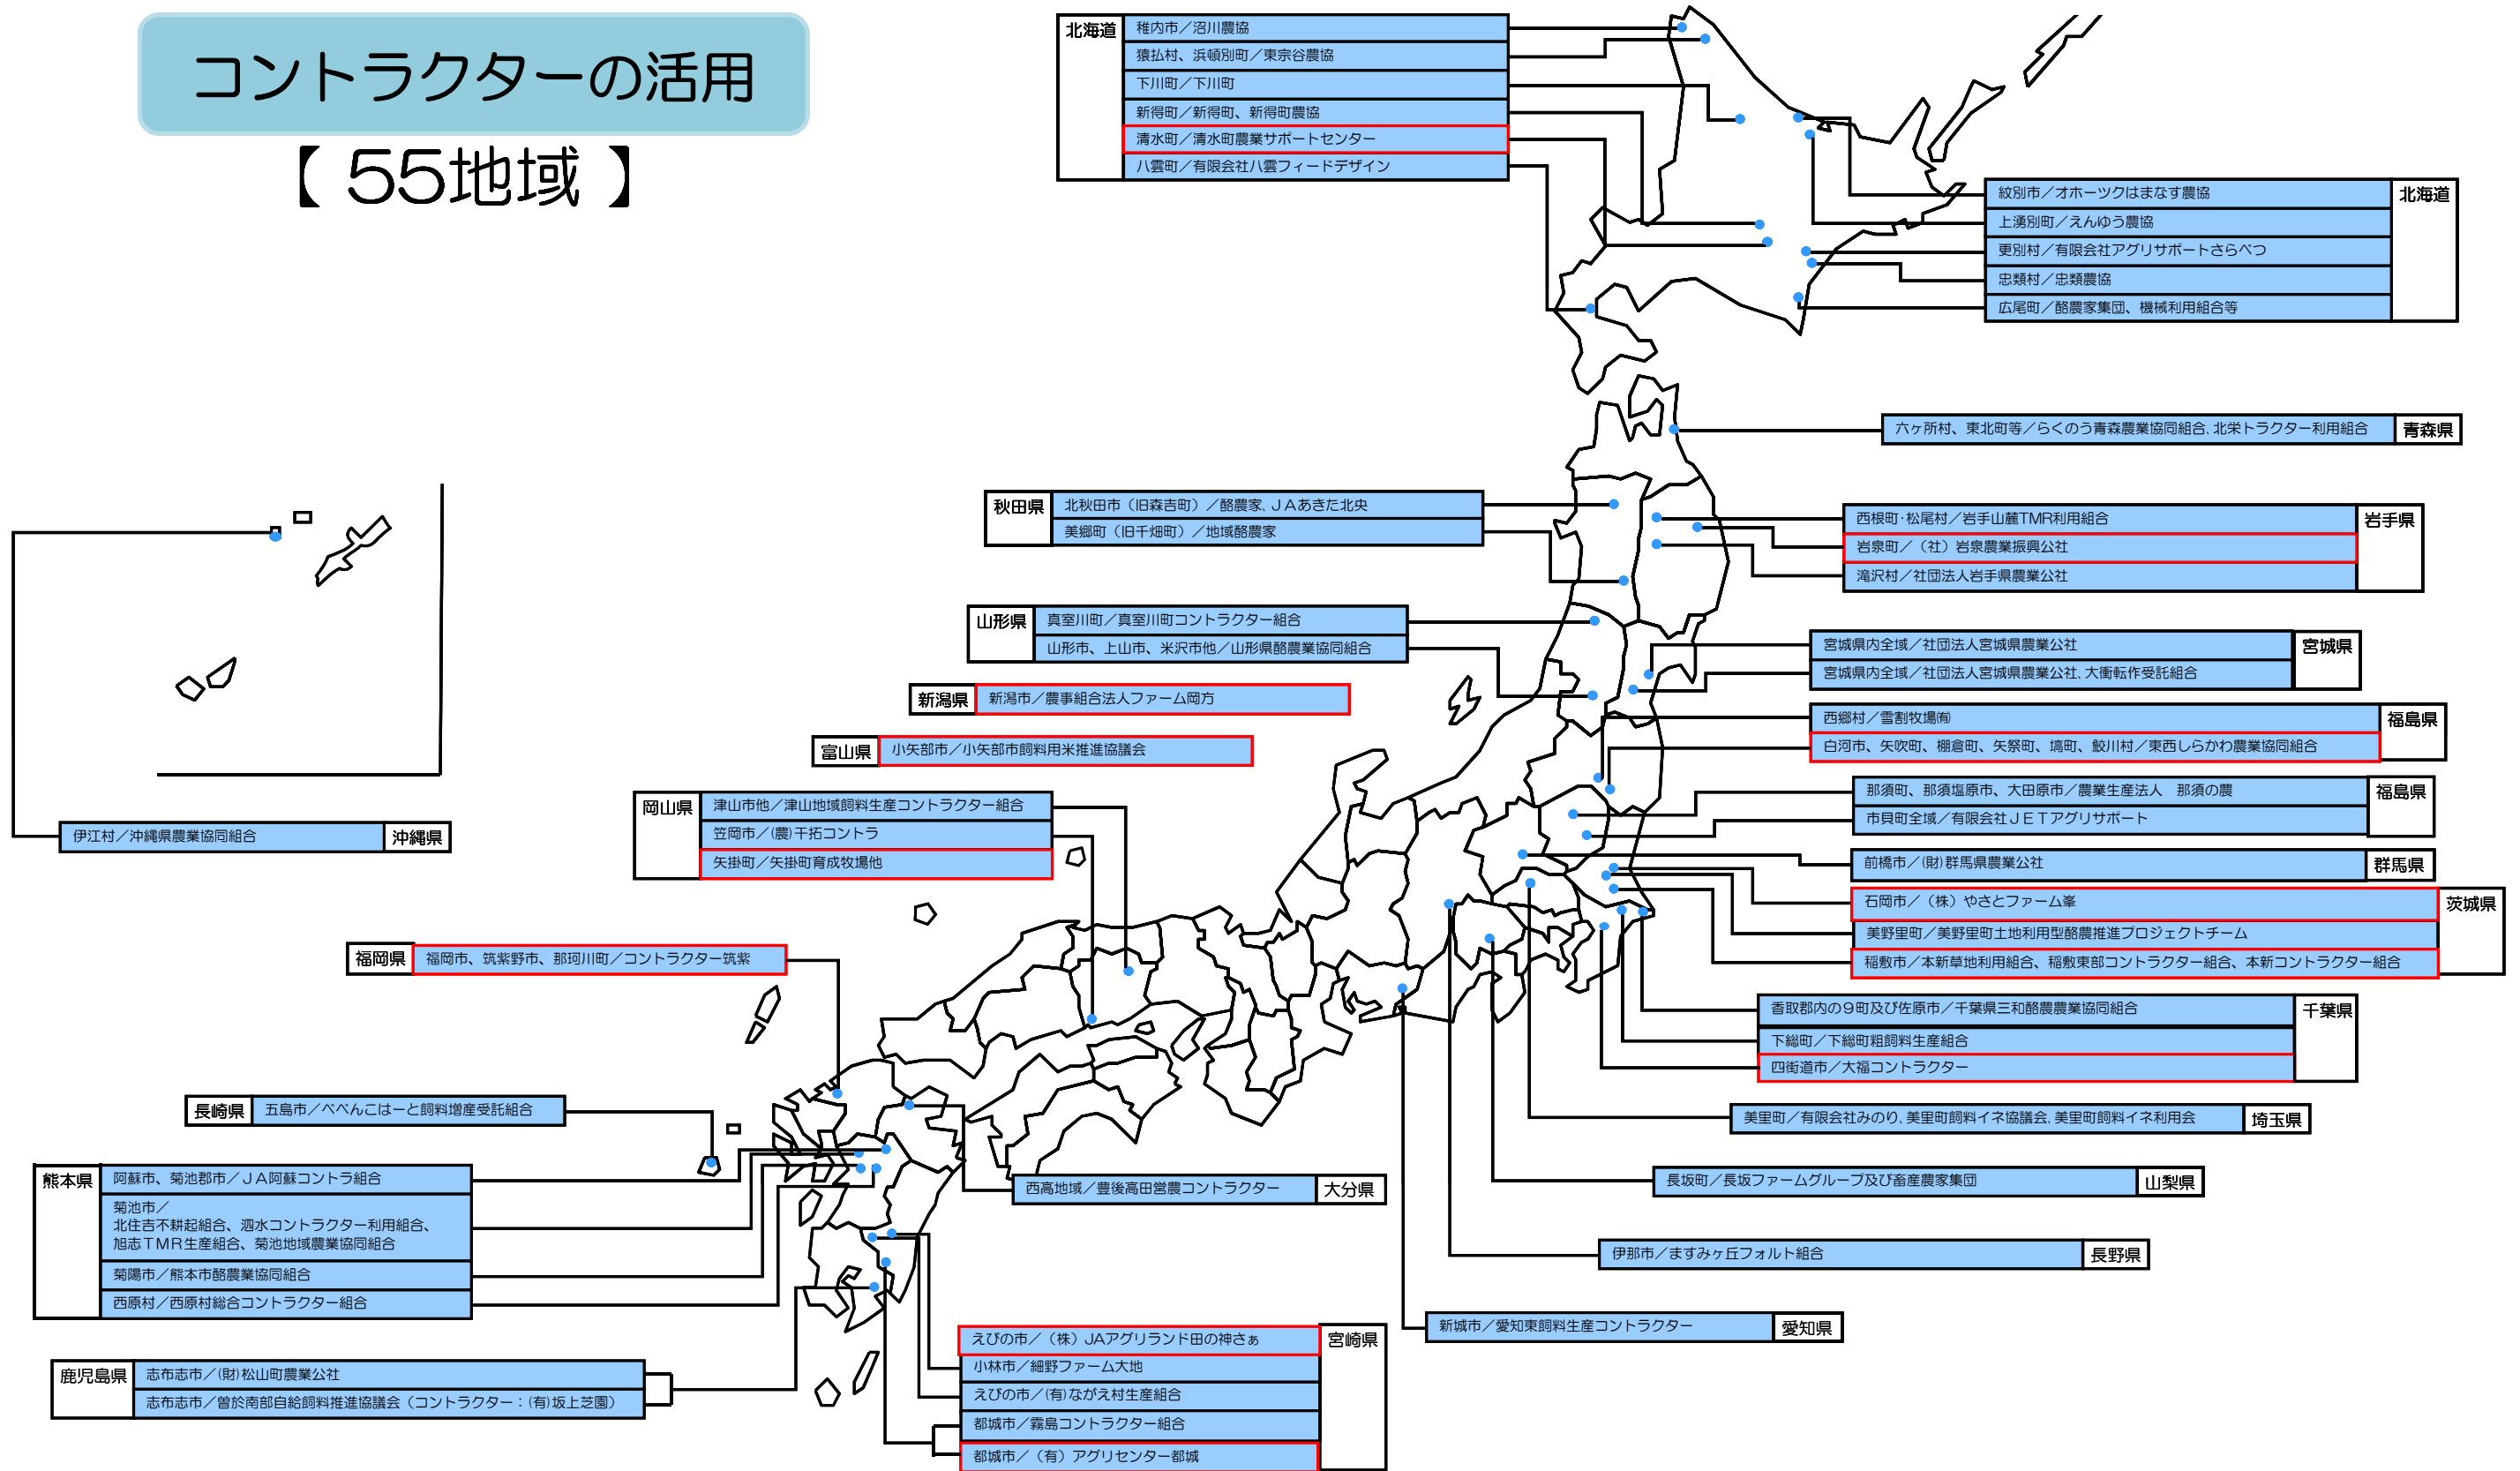 コントラクターの活用
【 55地域 】
北海道
稚内市／沼川農協
猿払村、浜頓別町／東宗谷農協
下川町／下川町
新得町／新得町、新得町農協
清水町／清水町農業サポートセンター
八雲町／有限会社八雲フィードデザイン
北海道
紋別市／オホーツクはまなす農協
上湧別町／えんゆう農協
更別村／有限会社アグリサポートさらべつ
忠類村／忠類農協
広尾町／酪農家集団、機械利用組合等
六ヶ所村、東北町等／らくのう青森農業協同組合､北栄トラクター利用組合
青森県
秋田県
北秋田市（旧森吉町）／酪農家､ＪＡあきた北央
美郷町（旧千畑町）／地域酪農家
西根町･松尾村／岩手山麓TMR利用組合
岩泉町／（社）岩泉農業振興公社
滝沢村／社団法人岩手県農業公社
岩手県
山形県
真室川町／真室川町コントラクター組合
山形市、上山市、米沢市他／山形県酪農業協同組合
宮城県内全域／社団法人宮城県農業公社
宮城県内全域／社団法人宮城県農業公社､大衝転作受託組合
宮城県
新潟県
新潟市／農事組合法人ファーム岡方
西郷村／雪割牧場㈲
白河市、矢吹町、棚倉町、矢祭町、塙町、鮫川村／東西しらかわ農業協同組合
福島県
富山県
小矢部市／小矢部市飼料用米推進協議会
那須町、那須塩原市、大田原市／農業生産法人　那須の農
市貝町全域／有限会社ＪＥＴアグリサポート
福島県
岡山県
津山市他／津山地域飼料生産コントラクター組合
笠岡市／(農)干拓コントラ
矢掛町／矢掛町育成牧場他
伊江村／沖縄県農業協同組合
沖縄県
前橋市／(財)群馬県農業公社
群馬県
石岡市／（株）やさとファーム峯
美野里町／美野里町土地利用型酪農推進プロジェクトチーム
稲敷市／本新草地利用組合、稲敷東部コントラクター組合、本新コントラクター組合
茨城県
福岡県
福岡市、筑紫野市、那珂川町／コントラクター筑紫
香取郡内の９町及び佐原市／千葉県三和酪農農業協同組合
下総町／下総町粗飼料生産組合
四街道市／大福コントラクター
千葉県
長崎県
五島市／べべんこはーと飼料増産受託組合
美里町／有限会社みのり､美里町飼料イネ協議会､美里町飼料イネ利用会
埼玉県
熊本県
阿蘇市、菊池郡市／ＪＡ阿蘇コントラ組合
菊池市／
北住吉不耕起組合、泗水コントラクター利用組合、
旭志ＴＭＲ生産組合、菊池地域農業協同組合
菊陽市／熊本市酪農業協同組合
西原村／西原村総合コントラクター組合
西高地域／豊後高田営農コントラクター
大分県
長坂町／長坂ファームグループ及び畜産農家集団
山梨県
伊那市／ますみヶ丘フォルト組合
長野県
新城市／愛知東飼料生産コントラクター
愛知県
鹿児島県
志布志市／(財)松山町農業公社
志布志市／曽於南部自給飼料推進協議会（コントラクター：(有)坂上芝園）
えびの市／（株）JAアグリランド田の神さぁ
小林市／細野ファーム大地
えびの市／(有)ながえ村生産組合
都城市／霧島コントラクター組合
都城市／（有）アグリセンター都城
宮崎県